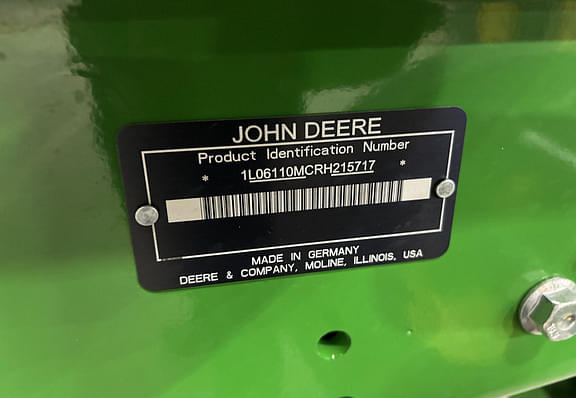 JOHN DEERE
Product Identification Number
* 1L06110MCRH215717 *
MADE IN GERMANY
DEERE & COMPANY, MOLINE, ILLINOIS, USA